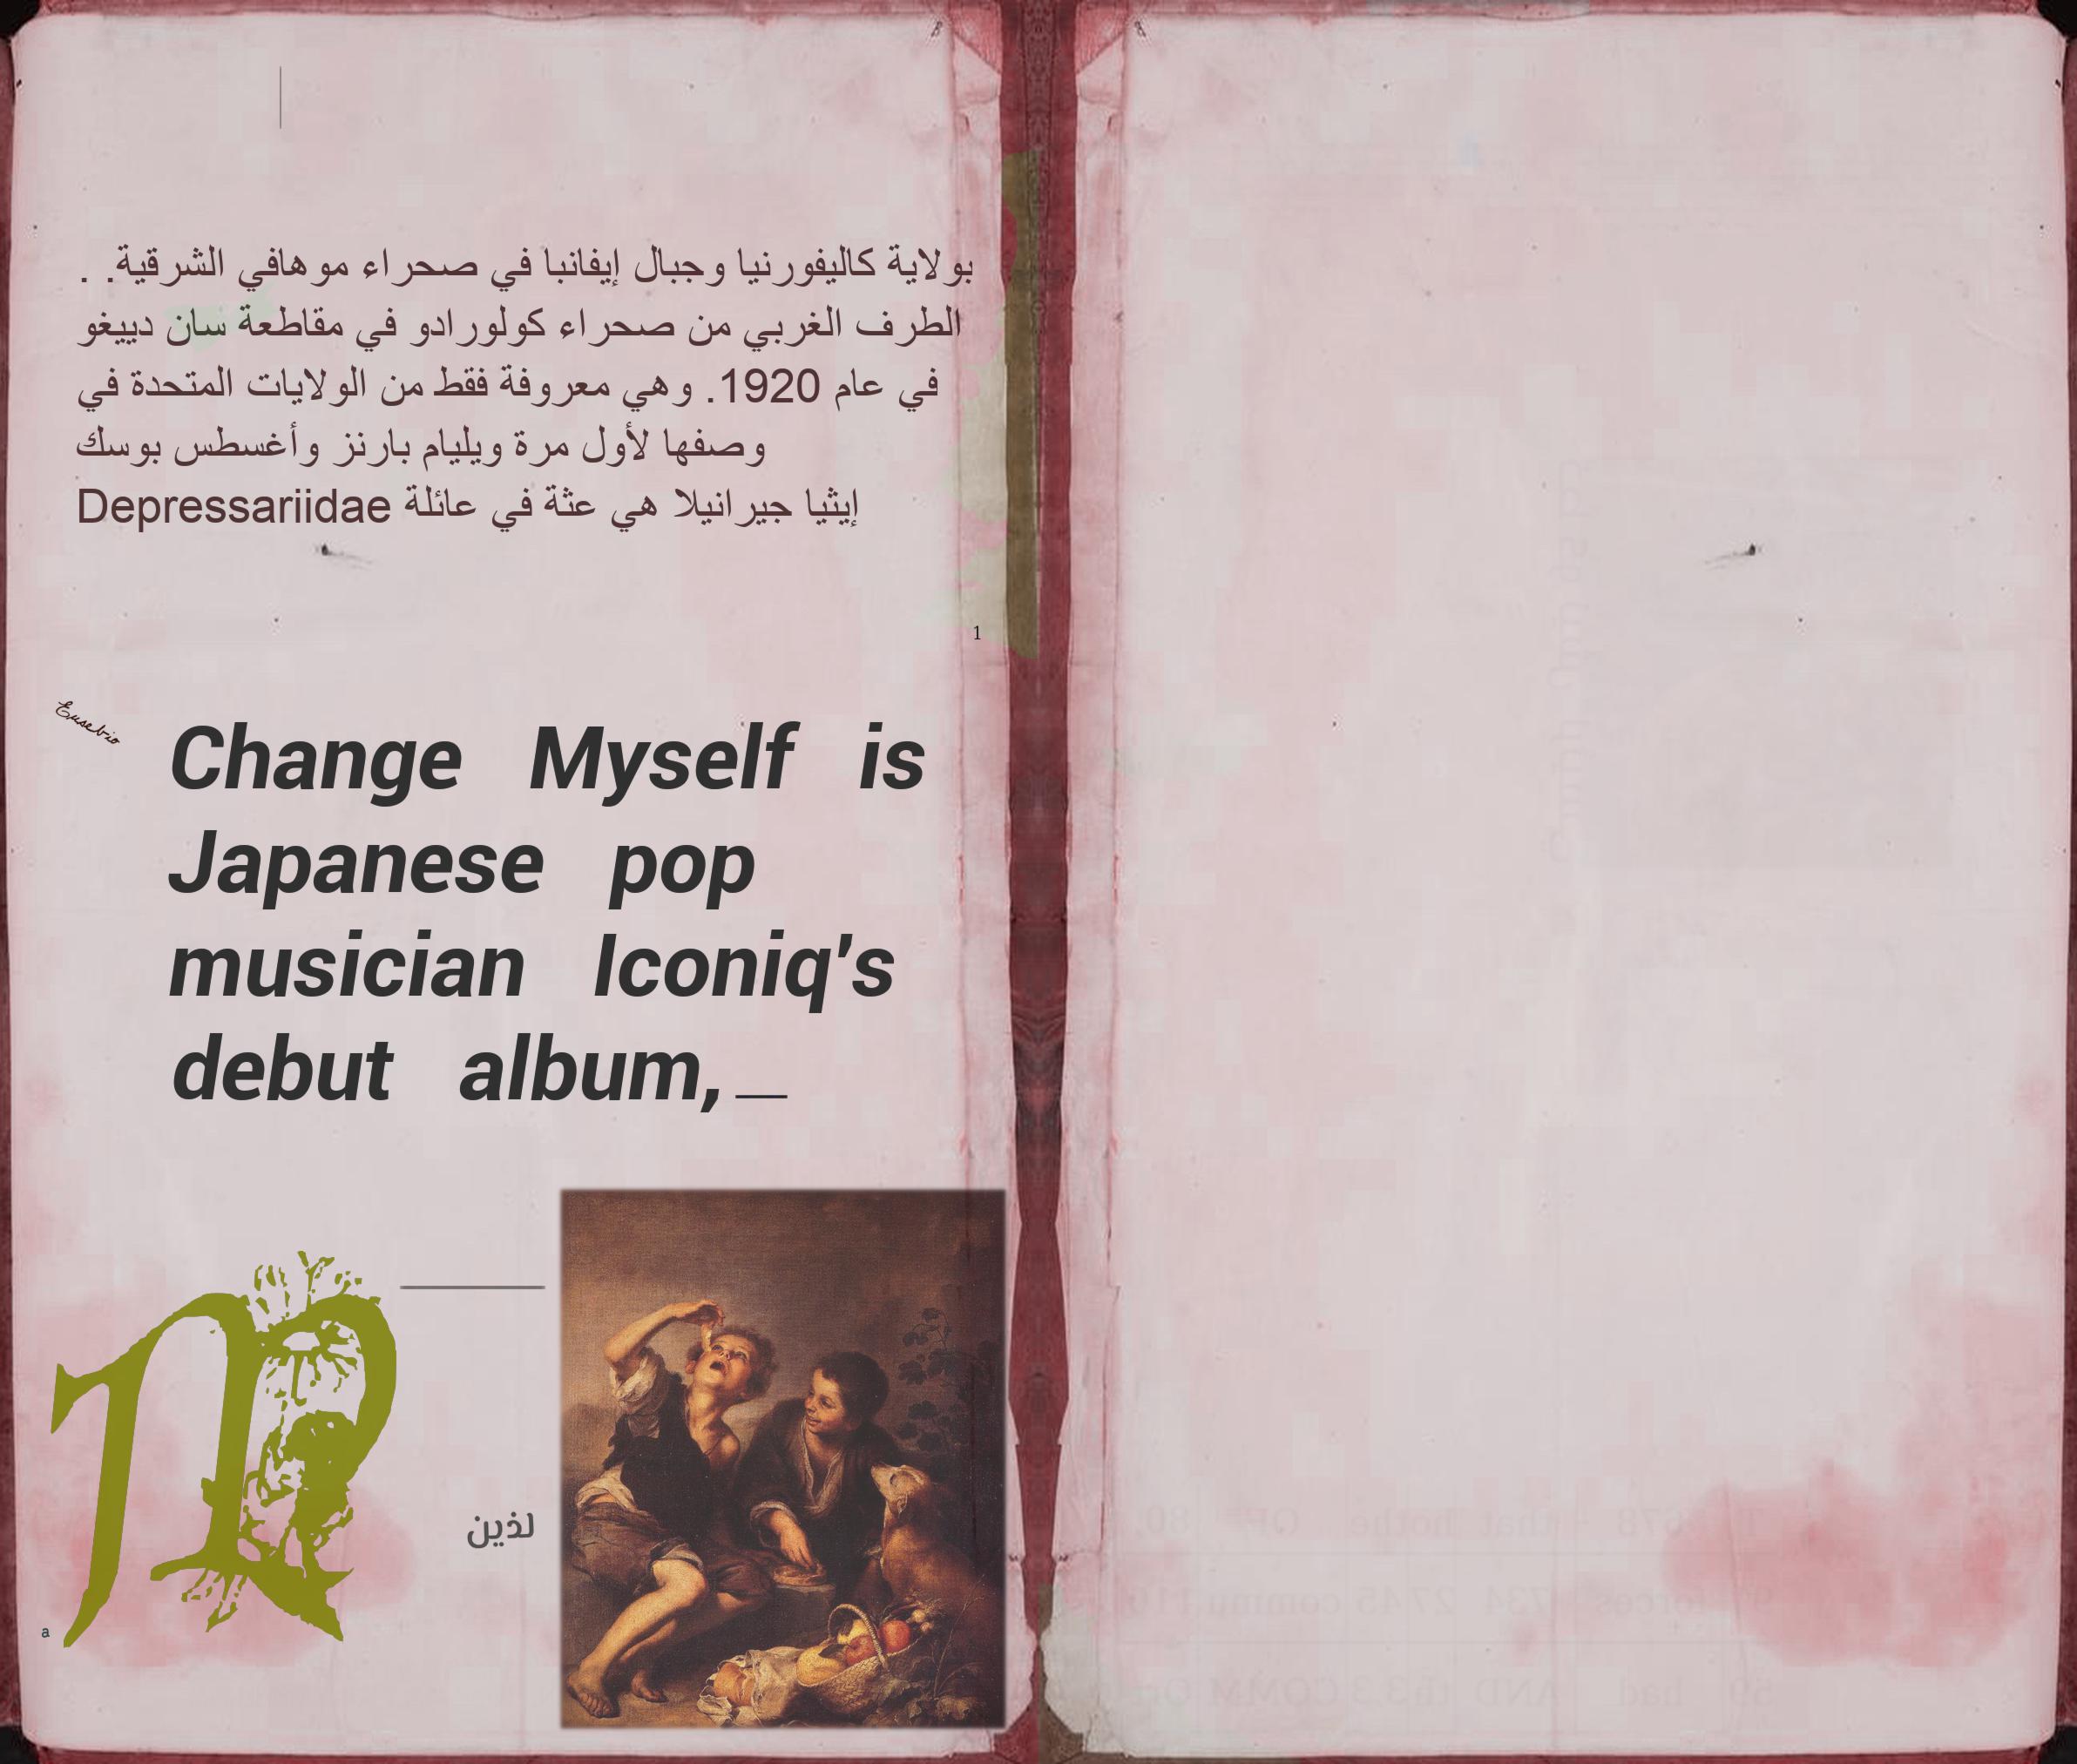 بولاية كاليفورنيا وجبال إيفانبا في صحراء موهافي الشرقية. .
الطرف الغربي من صحراء كولورادو في مقاطعة سان دييغو
في عام 1920. وهي معروفة فقط من الولايات المتحدة في
وصفها لأول مرة ويليام بارنز وأغسطس بوسك
إيثيا جيرانيلا هي عثة في عائلة Depressariidae
1
Eusebio
Change Myself is
Japanese pop
musician Iconiq's
debut album,
لذين
a